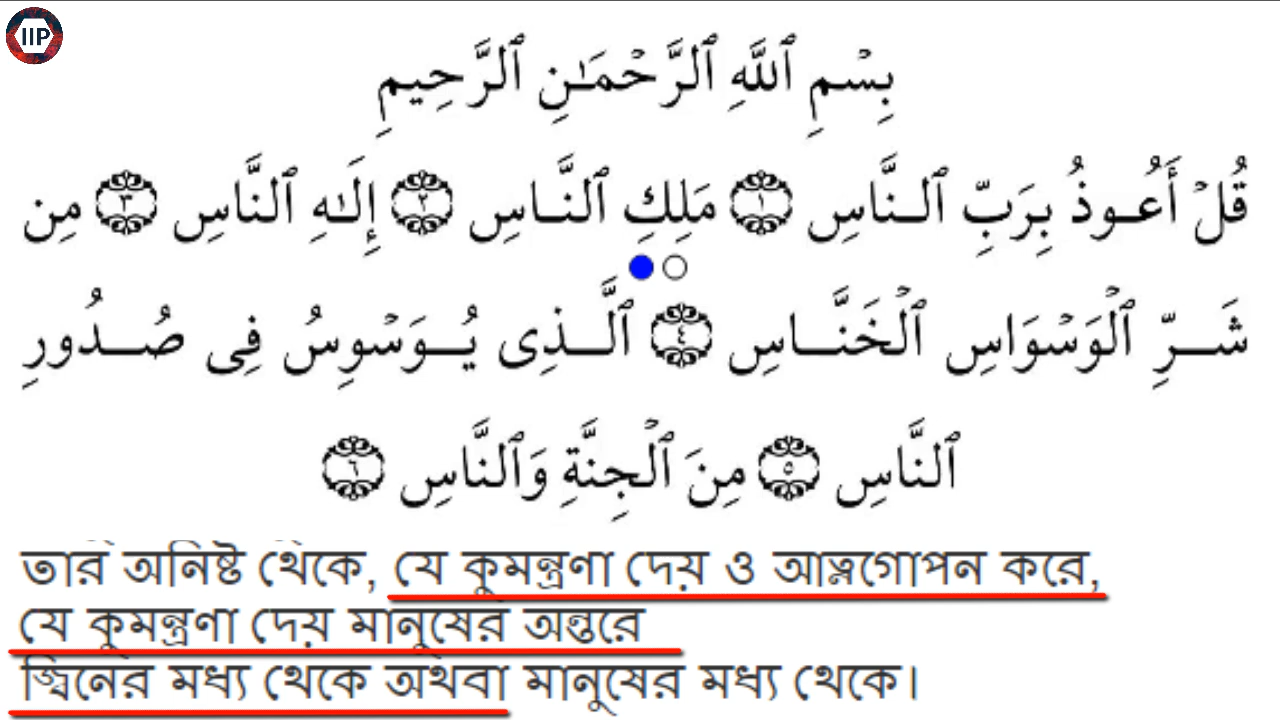 IIP
بِسۡمِ ٱللَّهِ ٱلرَّحۡمَـٰنِ ٱلرَّحِيمِ
قُلۡ أَعُوذُ بِرَبِّ ٱلنَّاسِ ١ مَلِكِ ٱلنَّاسِ ٢ إِلَـٰهِ ٱلنَّاسِ ٣ مِن
شَرِّ ٱلۡوَسۡوَاسِ ٱلۡخَنَّاسِ ٤ ٱلَّذِى يُوَسۡوِسُ فِى صُدُورِ
ٱلنَّاسِ ٥ مِنَ ٱلۡجِنَّةِ وَٱلنَّاسِ ٦
তার অনিষ্ট থেকে, যে কুমন্ত্রণা দেয় ও আত্নগোপন করে,
যে কুমন্ত্রণা দেয় মানুষের অন্তরে
জ্বিনের মধ্য থেকে অথবা মানুষের মধ্য থেকে।